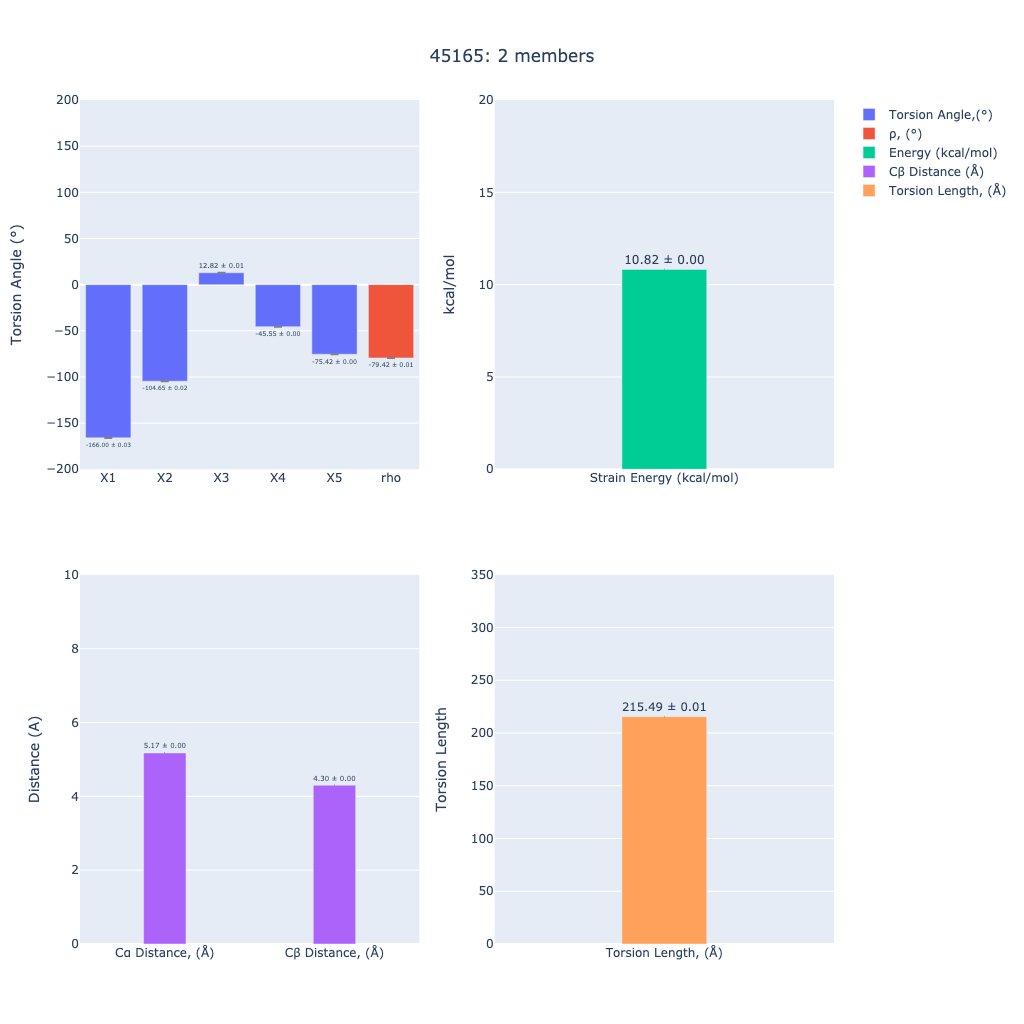 45165: 2 members
Torsion Angle (°)
200
150
100
50
0
−50
−100
−150
−200
-166.00 ± 0.03
-104.65 ± 0.02
12.82 ± 0.01
-45.55 ± 0.00
-75.42 ± 0.00
-79.42 ± 0.01
X1 X2 X3 X4 X5 rho
kcal/mol
20
15
10
5
0
10.82 ± 0.00
Strain Energy (kcal/mol)
Torsion Angle,(°)
ρ, (°)
Energy (kcal/mol)
Cβ Distance (Å)
Torsion Length, (Å)
Distance (A)
10
8
6
4
2
0
5.17 ± 0.00
4.30 ± 0.00
Cα Distance, (Å) Cβ Distance, (Å)
Torsion Length
350
300
250
200
150
100
50
0
215.49 ± 0.01
Torsion Length, (Å)